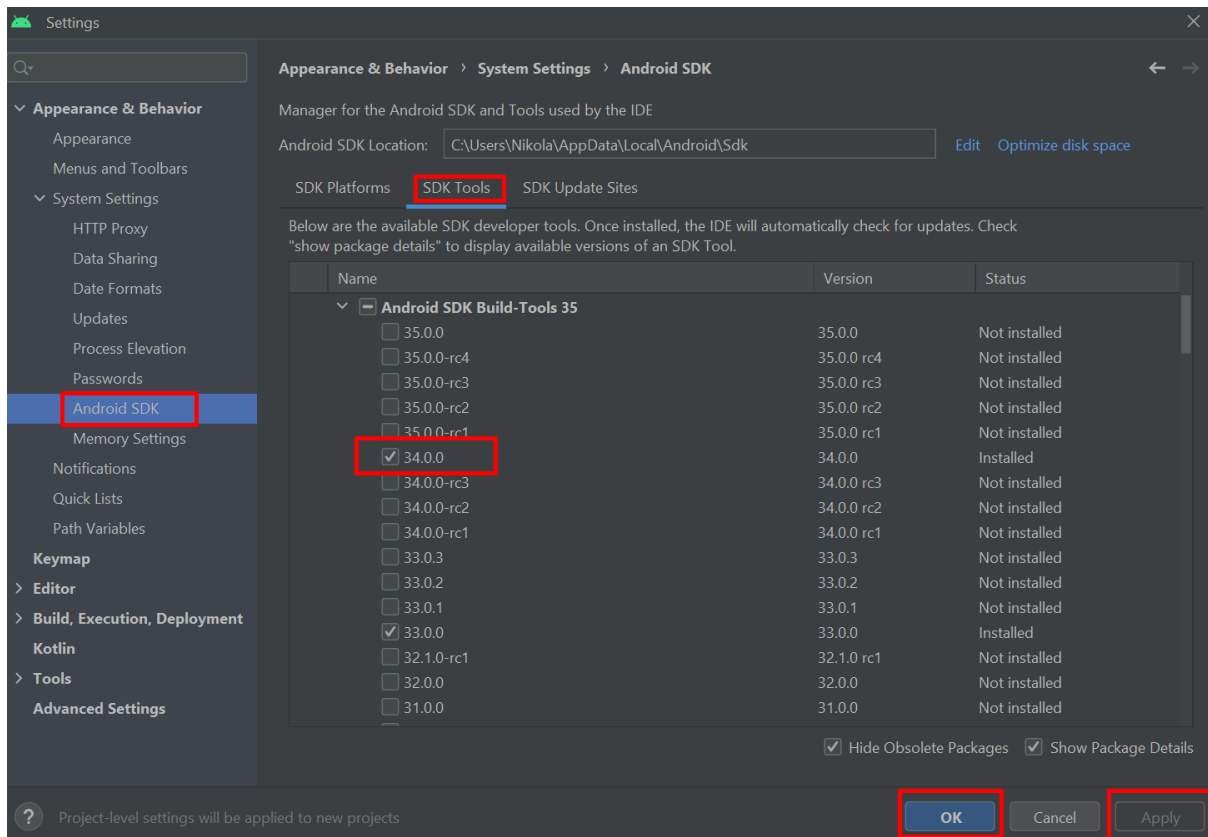 Settings
Appearance & Behavior
Appearance
Menus and Toolbars
System Settings
HTTP Proxy
Data Sharing
Date Formats
Updates
Process Elevation
Passwords
Android SDK
Memory Settings
Notifications
Quick Lists
Path Variables
Keymap
Editor
Build, Execution, Deployment
Kotlin
Tools
Advanced Settings
Appearance & Behavior › System Settings › Android SDK
Manager for the Android SDK and Tools used by the IDE
Android SDK Location: C:\Users\Nikola\AppData\Local\Android\Sdk Edit Optimize disk space
SDK Platforms SDK Tools SDK Update Sites
Below are the available SDK developer tools. Once installed, the IDE will automatically check for updates. Check
"show package details" to display available versions of an SDK Tool.
Name Version Status
Android SDK Build-Tools 35
35.0.0 35.0.0 Not installed
35.0.0-rc4 35.0.0 rc4 Not installed
35.0.0-rc3 35.0.0 rc3 Not installed
35.0.0-rc2 35.0.0 rc2 Not installed
35.0.0-rc1 35.0.0 rc1 Not installed
34.0.0 34.0.0 Installed
34.0.0-rc3 34.0.0 rc3 Not installed
34.0.0-rc2 34.0.0 rc2 Not installed
34.0.0-rc1 34.0.0 rc1 Not installed
33.0.3 33.0.3 Not installed
33.0.2 33.0.2 Not installed
33.0.1 33.0.1 Not installed
33.0.0 33.0.0 Installed
32.1.0-rc1 32.1.0 rc1 Not installed
32.0.0 32.0.0 Not installed
31.0.0 31.0.0 Not installed
Hide Obsolete Packages Show Package Details
? Project-level settings will be applied to new projects
OK Cancel Apply